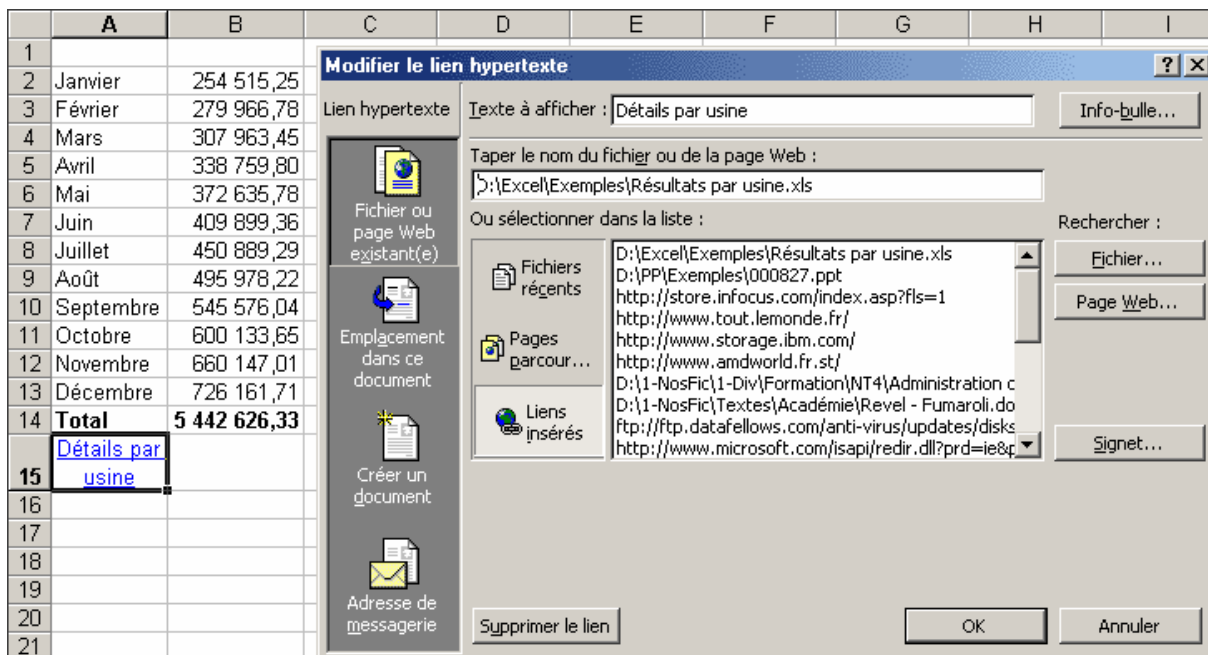 A B C D E F G H I
1
2 Janvier 254 515,25
3 Février 279 966,78
4 Mars 307 963,45
5 Avril 338 759,80
6 Mai 372 635,78
7 Juin 409 899,36
8 Juillet 450 889,29
9 Août 495 978,22
10 Septembre 545 576,04
11 Octobre 600 133,65
12 Novembre 660 147,01
13 Décembre 726 161,71
14 Total 5 442 626,33
Détails par
15 usine
16
17
18
19
20
21
Modifier le lien hypertexte
Lien hypertexte
Fichier ou
page Web
existant(e)
Emplacement
dans ce
document
Créer un
document
Adresse de
messagerie
Texte à afficher : Détails par usine
Info-bulle...
Taper le nom du fichier ou de la page Web :
D:\Excel\Exemples\Résultats par usine.xls
Ou sélectionner dans la liste :
Fichiers
récents
Pages
parcour...
Liens
insérés
D:\Excel\Exemples\Résultats par usine.xls
D:\PP\Exemples\000827.ppt
http://store.infocus.com/index.asp?fls=1
http://www.tout.lemonde.fr/
http://www.storage.ibm.com/
http://www.amdworld.fr.st/
D:\1-NosFic\1-Div\Formation\NT4\Administration c
D:\1-NosFic\Textes\Académie\Revel - Fumaroli.do
ftp://ftp.datafellows.com/anti-virus/updates/disks
http://www.microsoft.com/isapi/redir.dll?prd=ie&p
Rechercher :
Fichier...
Page Web...
Signet...
Supprimer le lien
OK
Annuler